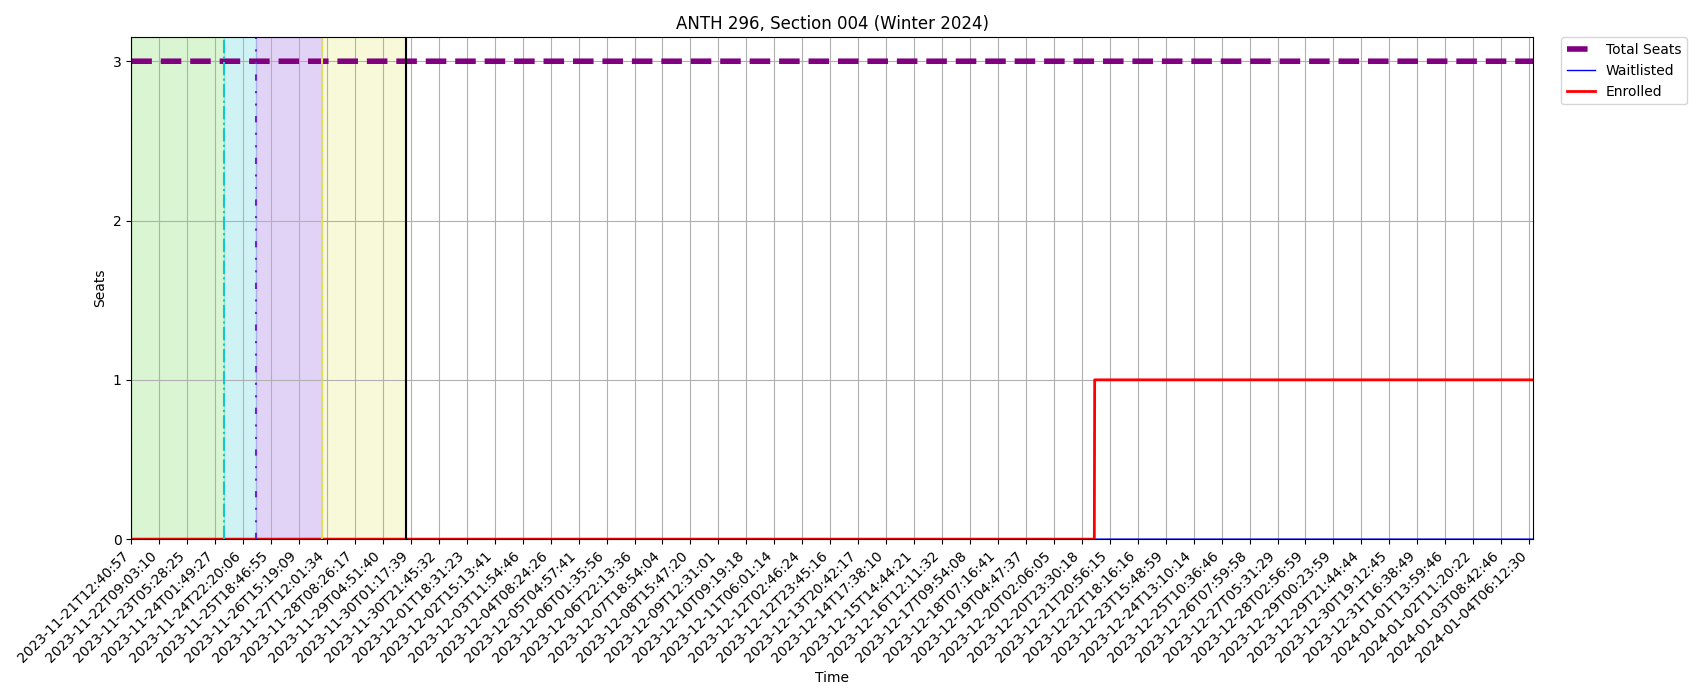 ANTH 296, Section 004 (Winter 2024)
Total Seats
Waitlisted
Enrolled
Seats
3
2
1
0
2023-11-21T12:40:57
2023-11-22T09:03:10
2023-11-23T05:28:25
2023-11-24T01:49:27
2023-11-24T22:20:06
2023-11-25T18:46:55
2023-11-26T15:19:09
2023-11-27T12:01:34
2023-11-28T08:26:17
2023-11-29T04:51:40
2023-11-30T01:17:39
2023-11-30T21:45:32
2023-12-01T18:31:23
2023-12-02T15:13:41
2023-12-03T11:54:46
2023-12-04T08:24:26
2023-12-05T04:57:41
2023-12-06T01:35:56
2023-12-06T22:13:36
2023-12-07T18:54:04
2023-12-08T15:47:20
2023-12-09T12:31:01
2023-12-10T09:19:18
2023-12-11T06:01:14
2023-12-12T02:46:24
2023-12-12T23:45:16
2023-12-13T20:42:17
2023-12-14T17:38:10
2023-12-15T14:44:21
2023-12-16T12:11:32
2023-12-17T09:54:08
2023-12-18T07:16:41
2023-12-19T04:47:37
2023-12-20T02:06:05
2023-12-20T23:30:18
2023-12-21T20:56:15
2023-12-22T18:16:16
2023-12-23T15:48:59
2023-12-24T13:10:14
2023-12-25T10:36:46
2023-12-26T07:59:58
2023-12-27T05:31:29
2023-12-28T02:56:59
2023-12-29T00:23:59
2023-12-29T21:44:44
2023-12-30T19:12:45
2023-12-31T16:38:49
2024-01-01T13:59:46
2024-01-02T11:20:22
2024-01-03T08:42:46
2024-01-04T06:12:30
Time